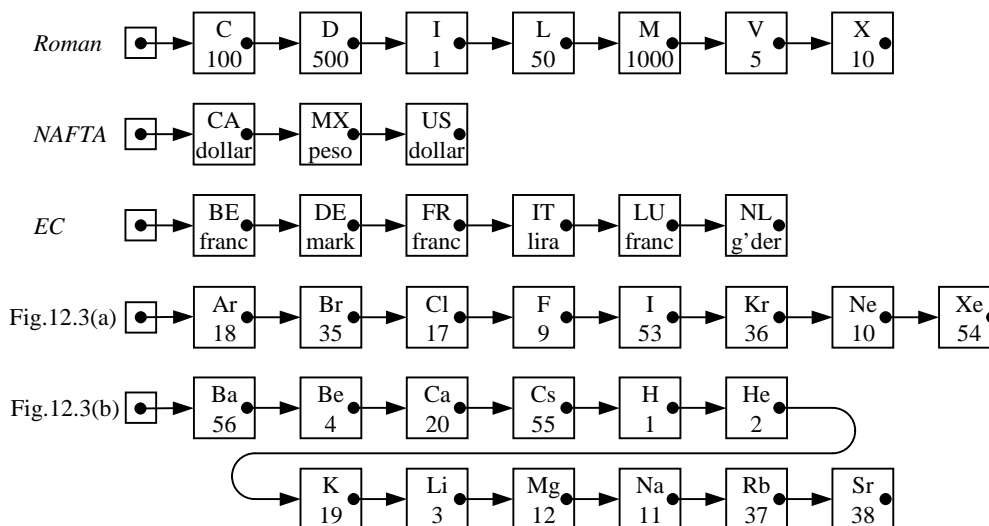 Roman C D I L M V X
100 500 1 50 1000 5 10
NAFTA CA MX US
dollar peso dollar
EC BE DE FR IT LU NL
franc mark franc lira franc g’der
Fig.12.3(a) Ar Br Cl F I Kr Ne Xe
18 35 17 9 53 36 10 54
Fig.12.3(b) Ba Be Ca Cs H He
56 4 20 55 1 2
K Li Mg Na Rb Sr
19 3 12 11 37 38